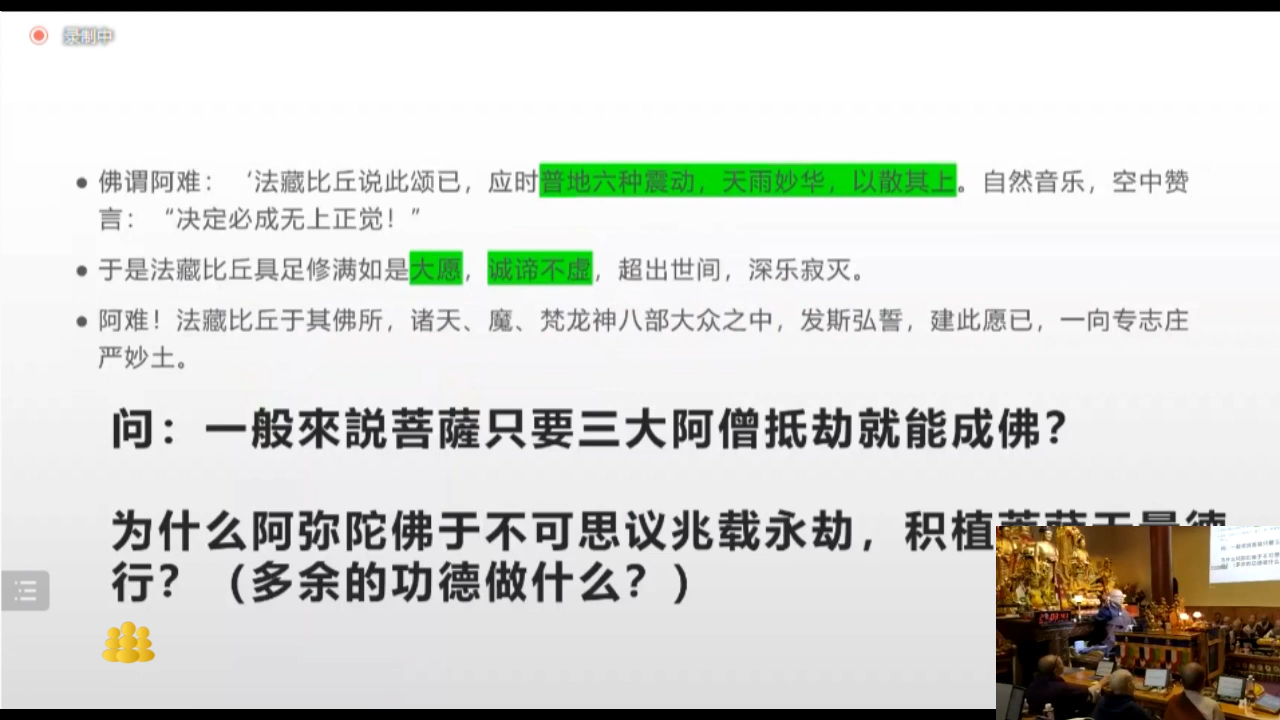 录制中
佛谓阿难：‘法藏比丘说此颂已，应时普地六种震动，天雨妙华，以散其上。自然音乐，空中赞
言：“决定必成无上正觉！”
于是法藏比丘具足修满如是大愿，诚谛不虚，超出世间，深乐寂灭。
阿难！法藏比丘于其佛所，诸天、魔、梵龙神八部大众之中，发斯弘誓，建此愿已，一向专志庄
严妙土。
问：一般來説菩薩只要三大阿僧抵劫就能成佛？
为什么阿弥陀佛于不可思议兆载永劫，积植
行？（多余的功德做什么？）